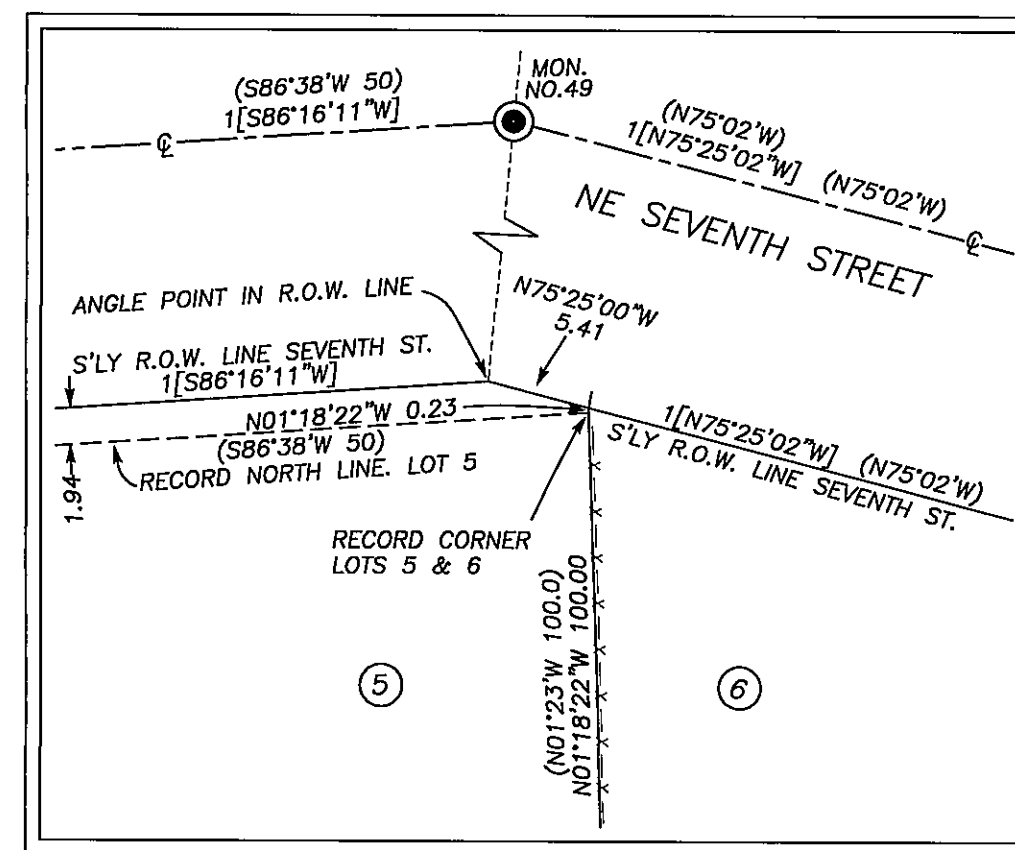 (S86°38'W 50)
1[S86°16'11"W]
℄
MON.
NO.49
(N75°02'W)
1[N75°25'02"W] (N75°02'W)
℄
NE SEVENTH STREET
ANGLE POINT IN R.O.W. LINE
N75°25'00"W
5.41
S'LY R.O.W. LINE SEVENTH ST.
1[S86°16'11"W]
N01°18'22"W 0.23
(S86°38'W 50)
RECORD NORTH LINE. LOT 5
1.94
1[N75°25'02"W] (N75°02'W)
S'LY R.O.W. LINE SEVENTH ST.
RECORD CORNER
LOTS 5 & 6
(N01°23'W 100.0)
N01°18'22"W 100.00
5
6